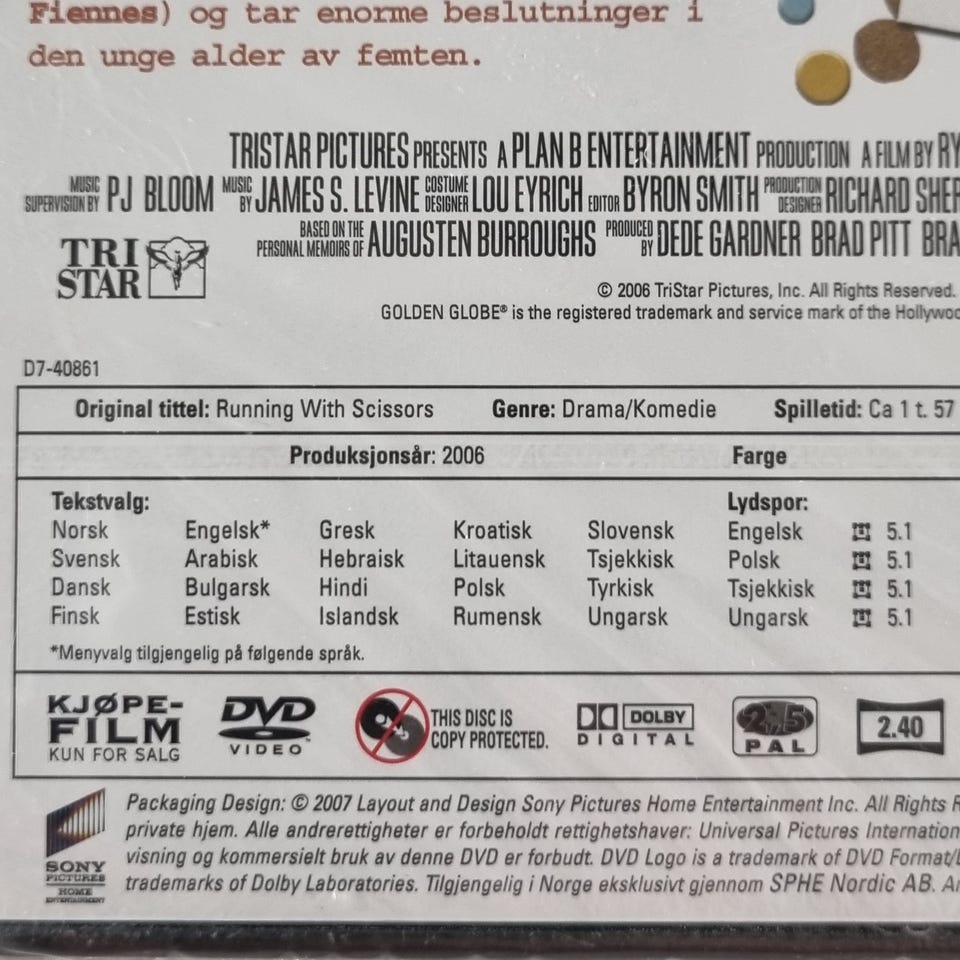 Fiennes) og tar enorme beslutninger i
den unge alder av femten.
TRISTAR PICTURES PRESENTS A PLAN B ENTERTAINMENT PRODUCTION A FILM BY RY
MUSIC SUPERVISION BY PJ BLOOM MUSIC BY JAMES S. LEVINE COSTUME DESIGNER LOU EYRICH EDITOR BYRON SMITH PRODUCTION DESIGNER RICHARD SHEP
BASED ON THE PERSONAL MEMOIRS OF AUGUSTEN BURROUGHS PRODUCED BY DEDE GARDNER BRAD PITT BRA
TRI
STAR
© 2006 TriStar Pictures, Inc. All Rights Reserved.
GOLDEN GLOBE® is the registered trademark and service mark of the Hollywoo
D7-40861
Original tittel: Running With Scissors Genre: Drama/Komedie Spilletid: Ca 1 t. 57
Produksjonsår: 2006 Farge
Tekstvalg: Lydspor:
Norsk Engelsk* Gresk Kroatisk Slovensk Engelsk 5.1
Svensk Arabisk Hebraisk Litauensk Tsjekkisk Polsk 5.1
Dansk Bulgarsk Hindi Polsk Tyrkisk Tsjekkisk 5.1
Finsk Estisk Islandsk Rumensk Ungarsk Ungarsk 5.1
*Menyvalg tilgjengelig på følgende språk.
KJØPE-
FILM
KUN FOR SALG
DVD
VIDEO™
THIS DISC IS
COPY PROTECTED.
DOLBY
DIGITAL
2 5
PAL
2.40
Packaging Design: © 2007 Layout and Design Sony Pictures Home Entertainment Inc. All Rights R
private hjem. Alle andrerettigheter er forbeholdt rettighetshaver: Universal Pictures Internation
visning og kommersielt bruk av denne DVD er forbudt. DVD Logo is a trademark of DVD Format/L
trademarks of Dolby Laboratories. Tilgjengelig i Norge eksklusivt gjennom SPHE Nordic AB. A
SONY
PICTURES
HOME
ENTERTAINMENT